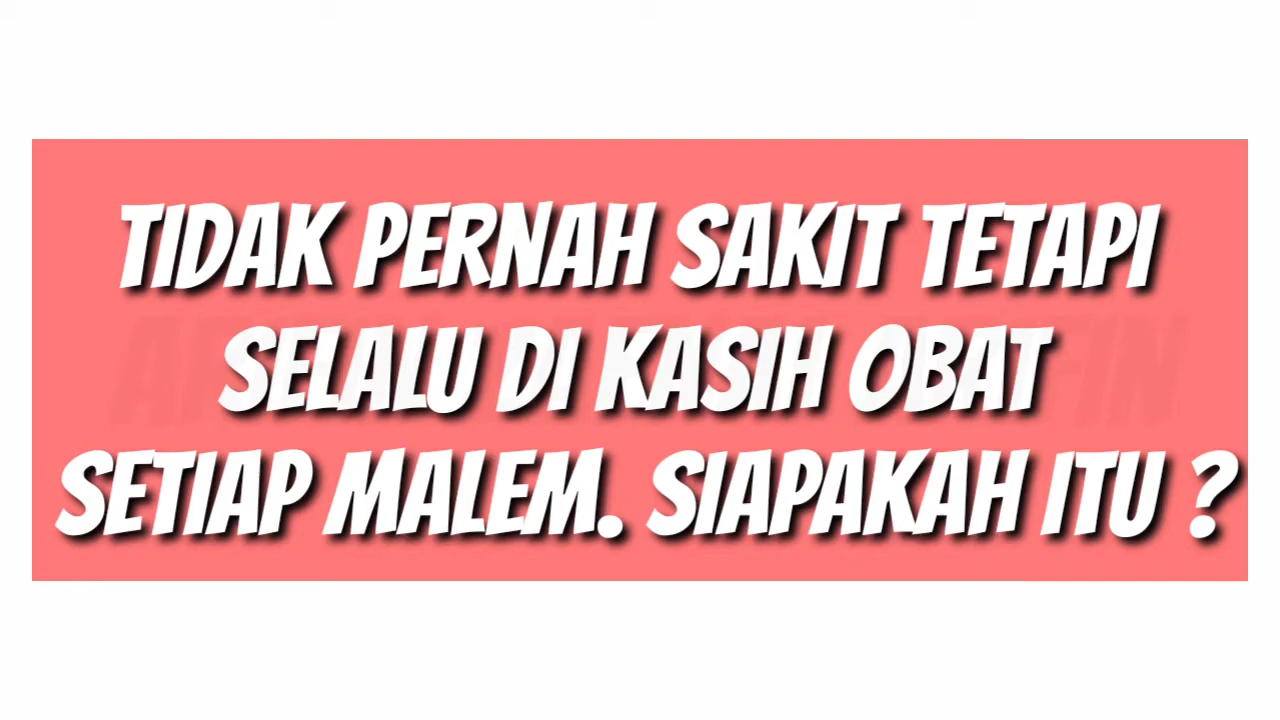 TIDAK PERNAH SAKIT TETAPI
SELALU DI KASIH OBAT
SETIAP MALEM. SIAPAKAH ITU ?